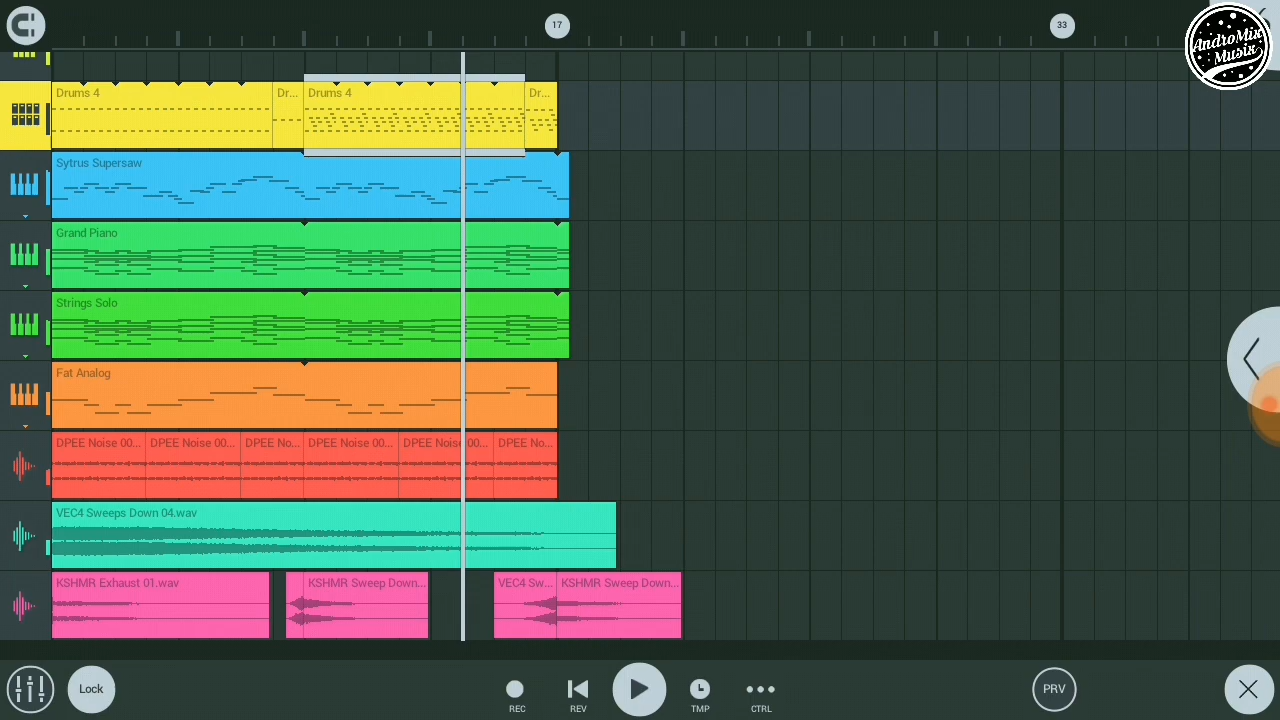 17
33
AndroMix
Musix
Drums 4
Dr...
Drums 4
Dr...
Sytrus Supersaw
Grand Piano
Strings Solo
Fat Analog
DPEE Noise 00...
DPEE Noise 00...
DPEE No...
DPEE Noise 00...
DPEE Noise 00...
DPEE No...
VEC4 Sweeps Down 04.wav
KSHMR Exhaust 01.wav
KSHMR Sweep Down...
VEC4 Sw...
KSHMR Sweep Down...
Lock
REC
REV
TMP
CTRL
PRV